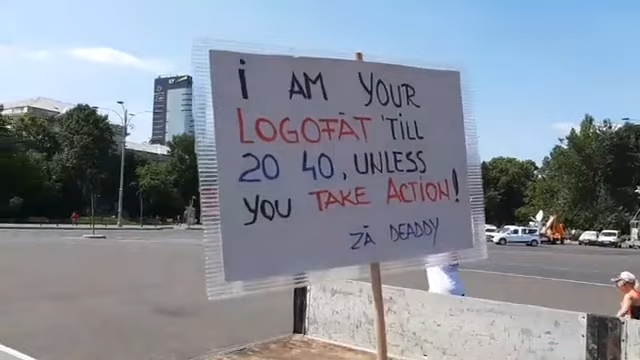 i AM YOUR
LOGOFĂT 'TILL
20 40, UNLESS
YOU TAKE ACTION!
ZĂ DEADDY